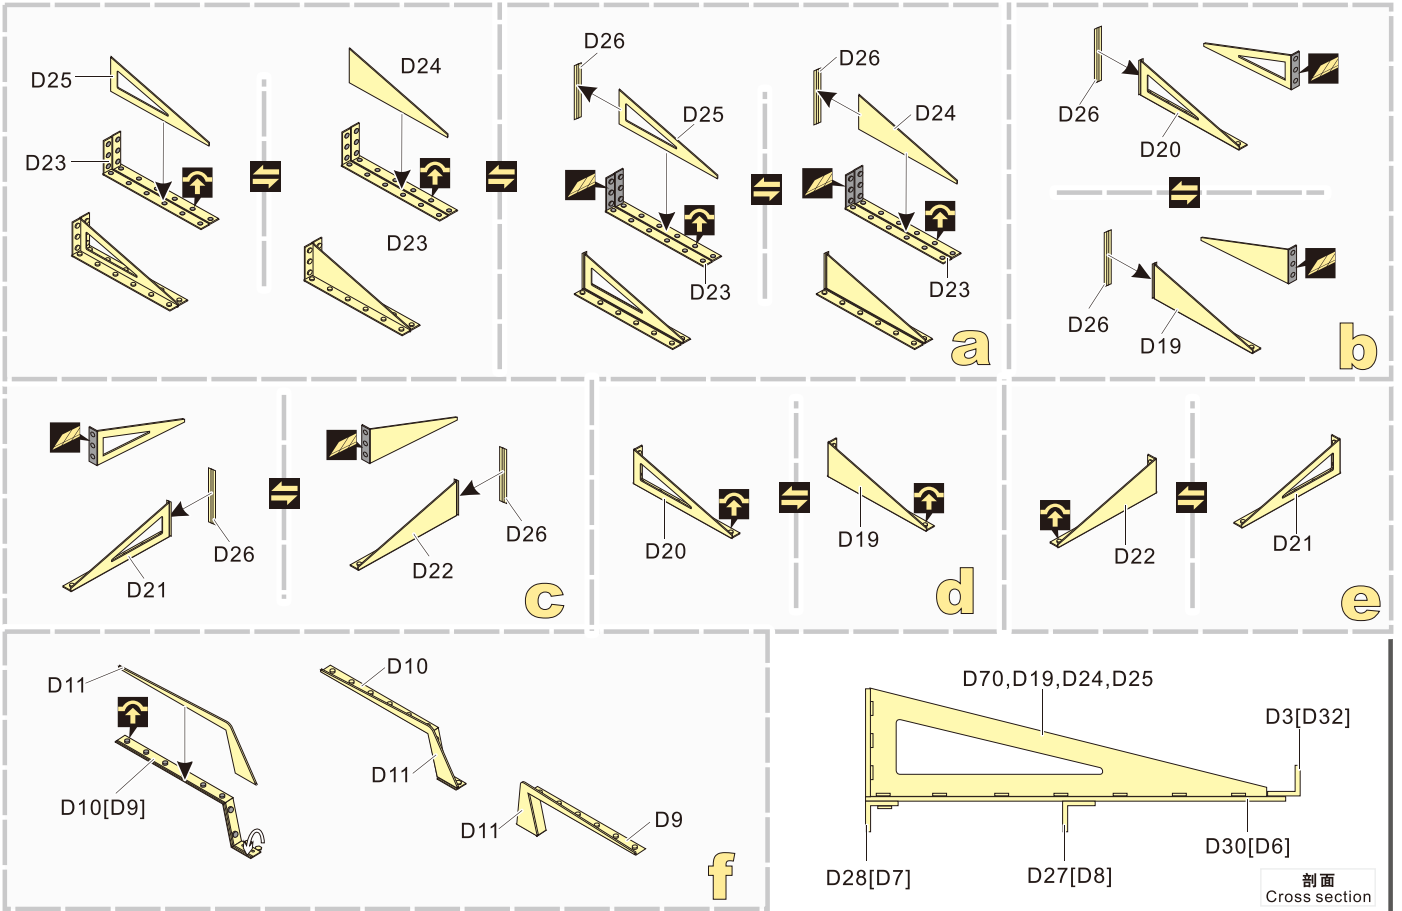 D25
D24
D23
D23
D26
D25
D23
D26
D24
D23
a
D26
D20
D26
D19
b
D21
D26
D22
D26
c
D20
D19
d
D22
D21
e
D11
D10[D9]
D10
D11
D11
D9
f
D70,D19,D24,D25
D3[D32]
D30[D6]
D28[D7]
D27[D8]
剖面
Cross section